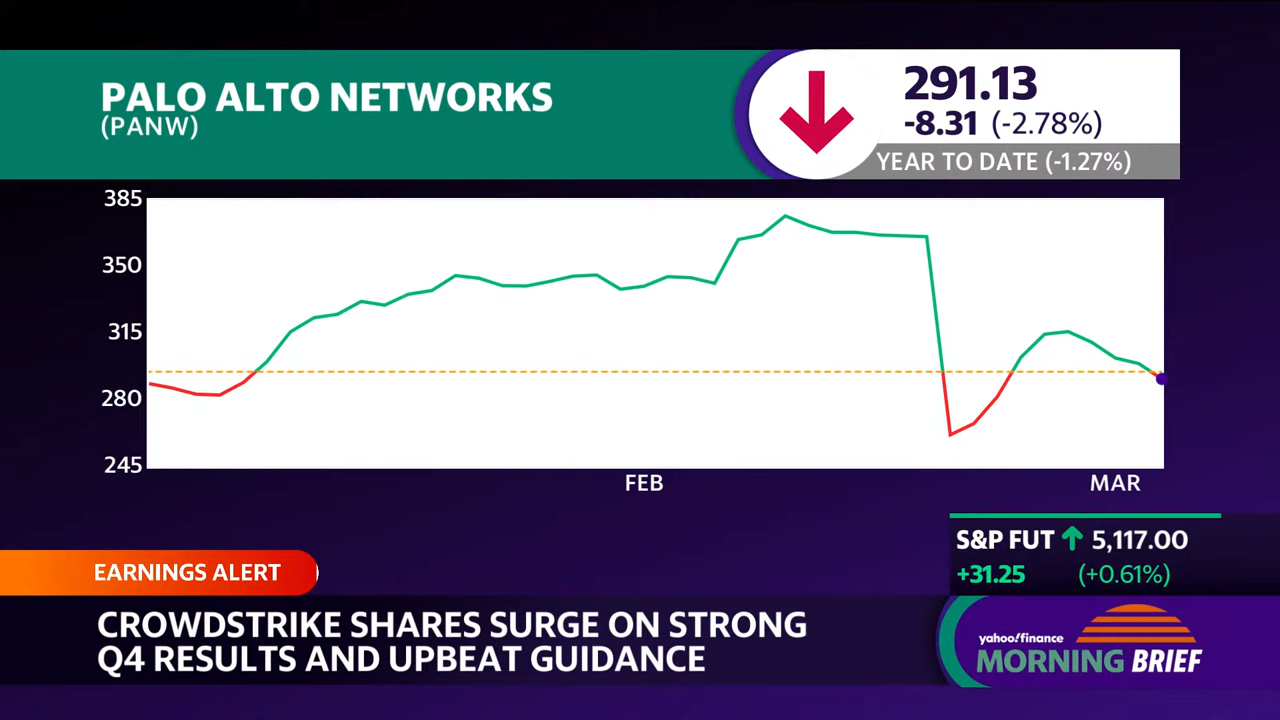 PALO ALTO NETWORKS
(PANW)
291.13
-8.31 (-2.78%)
YEAR TO DATE (-1.27%)
385
350
315
280
245
FEB
MAR
S&P FUT 5,117.00
+31.25 (+0.61%)
EARNINGS ALERT
CROWDSTRIKE SHARES SURGE ON STRONG
Q4 RESULTS AND UPBEAT GUIDANCE
yahoo!finance
MORNING BRIEF